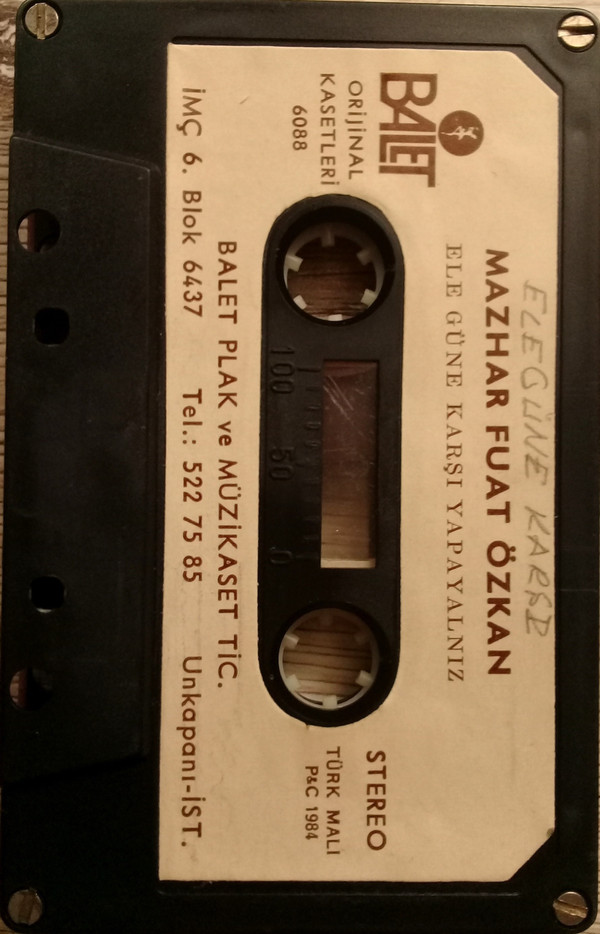 ELEGÜNE KARŞI
MAZHAR FUAT ÖZKAN
ELE GÜNE KARŞI YAPAYALNIZ
BALET
ORİJİNAL
KASETLERİ
6088
STEREO
TÜRK MALI
P&C 1984
100 50 0
BALET PLAK ve MÜZİKASET TİC.
İMÇ 6. Blok 6437 Tel.: 522 75 85 Unkapanı-İST.